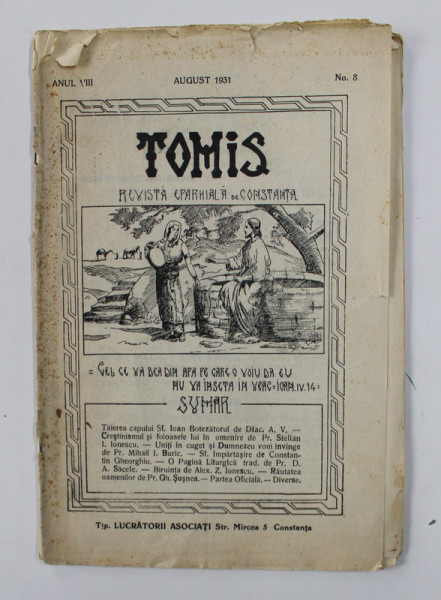 ANUL VIII AUGUST 1931 No. 8
TOMIS
REVISTĂ EPARHIALĂ DE CONSTANȚA
= CEL CE VA BEA DIN APA PE CARE O VOIU DA EU
NU VA ÎNSETA ÎN VEAC = IOAN. IV. 14 =
SUMAR
Tăierea capului Sf. Ioan Botezătorul de Diac. A. V. —
Creștinismul și foloasele lui în omenire de Pr. Stelian
I. Ionescu. — Uniți în cuget și Dumnezeu vom învinge
de Pr. Mihail I. Buric. — Sf. Împărtășire de Constan-
tin Gheorghiu. — O Pagină Liturgică trad. de Pr. D.
A. Săcele. — Biruința de Alex. Z. Ionescu. — Răutatea
oamenilor de Pr. Gh. Șușnea. — Partea Oficială. — Diverse.
Tip. LUCRĂTORII ASOCIAȚI Str. Mircea 5 Constanța